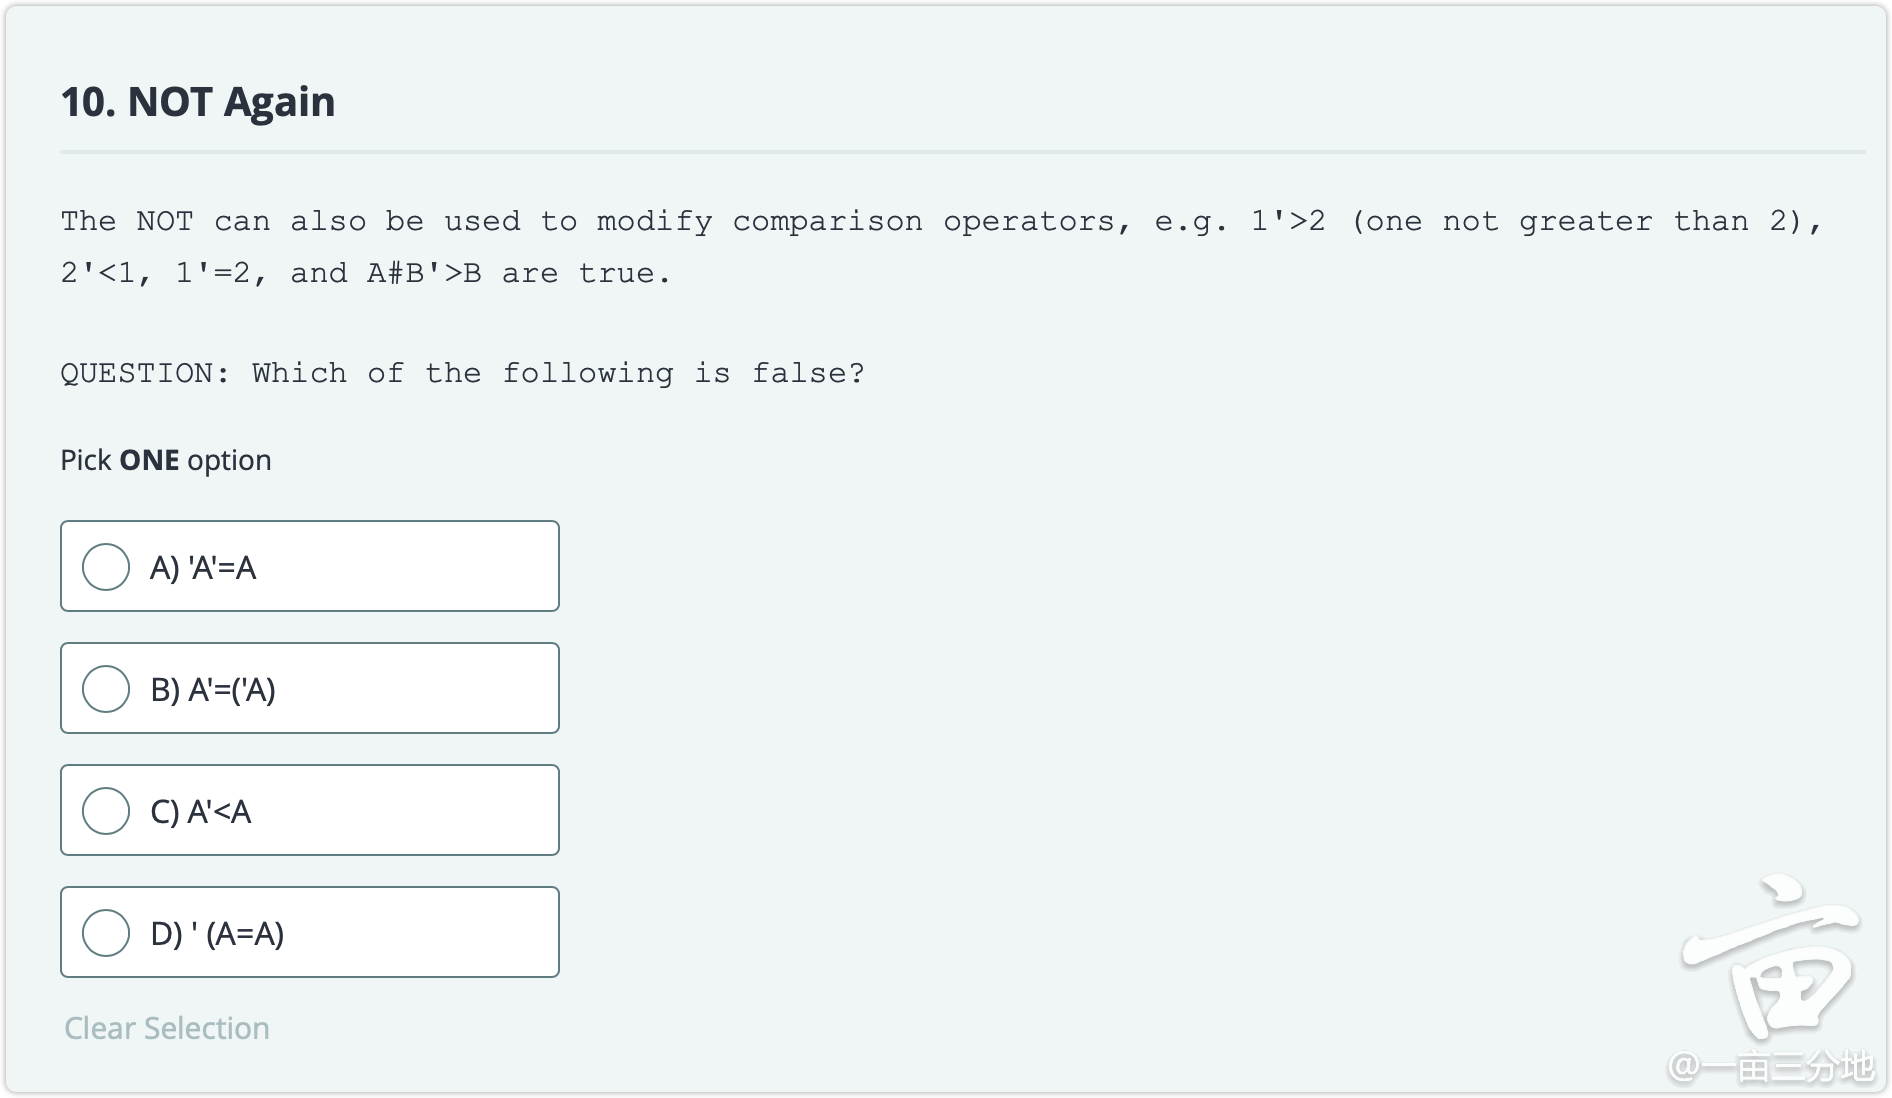 10. NOT Again
The NOT can also be used to modify comparison operators, e.g. 1'>2 (one not greater than 2),
2'<1, 1'=2, and A#B'>B are true.
QUESTION: Which of the following is false?
Pick ONE option
A) 'A'=A
B) A'=('A)
C) A'<A
D) ' (A=A)
Clear Selection
亩
@一亩三分地